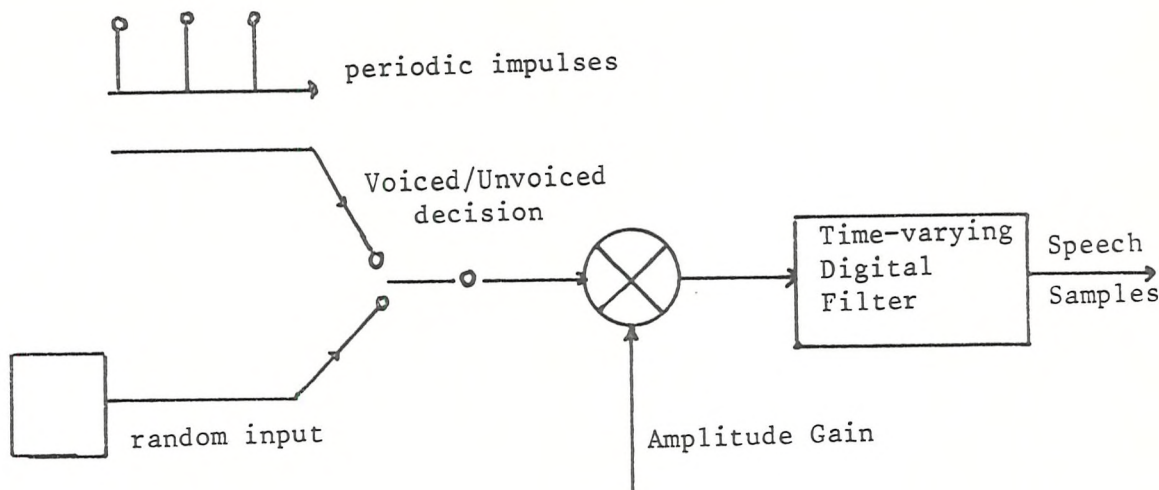 periodic impulses
Voiced/Unvoiced
decision
Time-varying
Digital
Filter
Speech
Samples
random input
Amplitude Gain